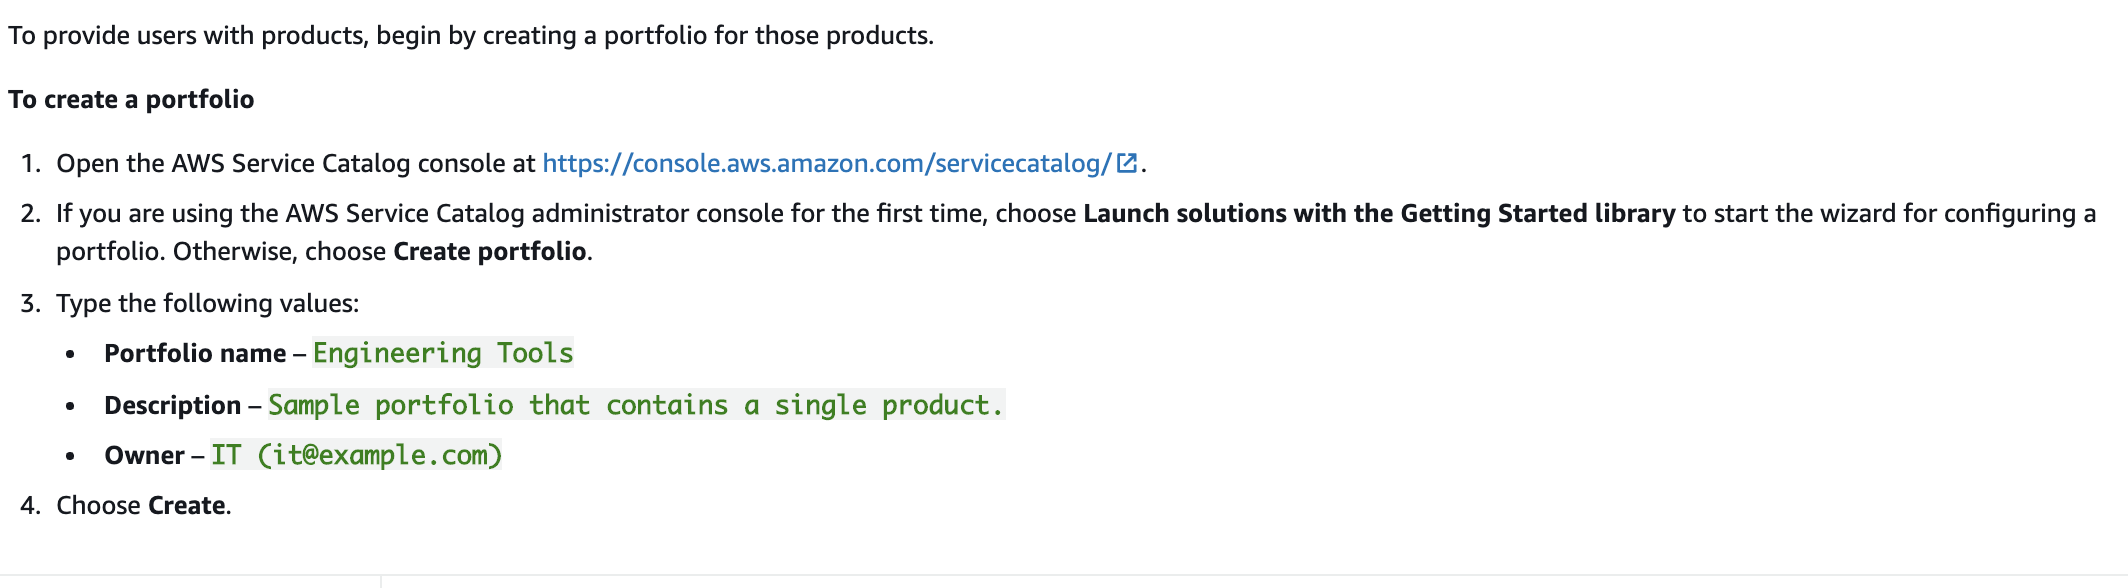 To provide users with products, begin by creating a portfolio for those products.
To create a portfolio
1. Open the AWS Service Catalog console at https://console.aws.amazon.com/servicecatalog/.
2. If you are using the AWS Service Catalog administrator console for the first time, choose Launch solutions with the Getting Started library to start the wizard for configuring a
portfolio. Otherwise, choose Create portfolio.
3. Type the following values:
• Portfolio name – Engineering Tools
• Description – Sample portfolio that contains a single product.
• Owner – IT (it@example.com)
4. Choose Create.